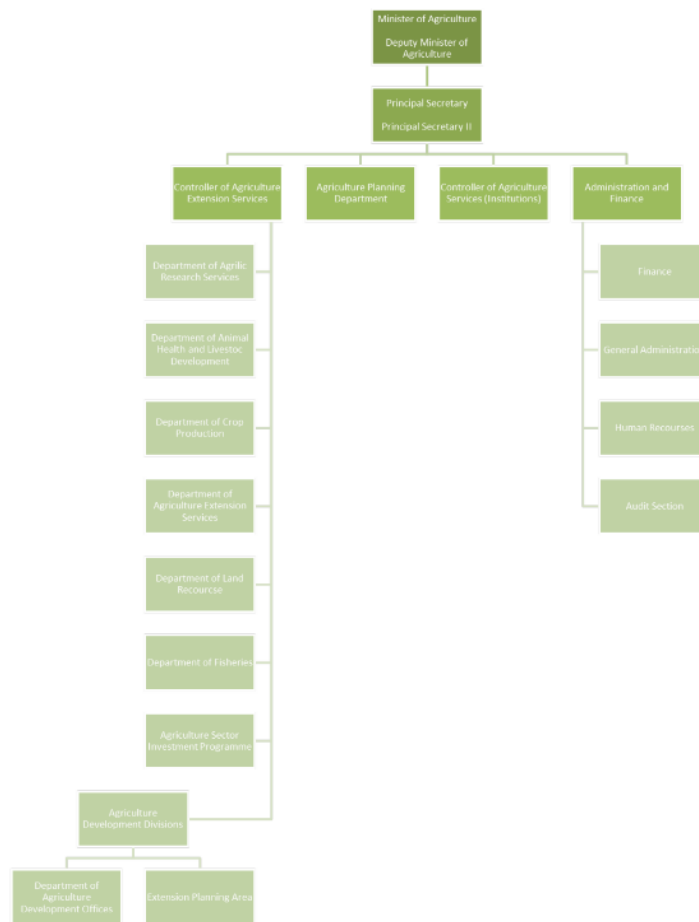 Minister of Agriculture
Deputy Minister of
Agriculture
Principal Secretary
Principal Secretary II
Controller of Agriculture
Extension Services
Agriculture Planning
Department
Controller of Agriculture
Services (Institutions)
Administration and
Finance
Department of Agrilic
Research Services
Department of Animal
Health and Livestoc
Development
Department of Crop
Production
Department of
Agriculture Extension
Services
Department of Land
Recourcse
Department of Fisheries
Agriculture Sector
Investment Programme
Agriculture
Development Divisions
Department of
Agriculture
Development Offices
Extension Planning Area
Finance
General Administration
Human Recourses
Audit Section